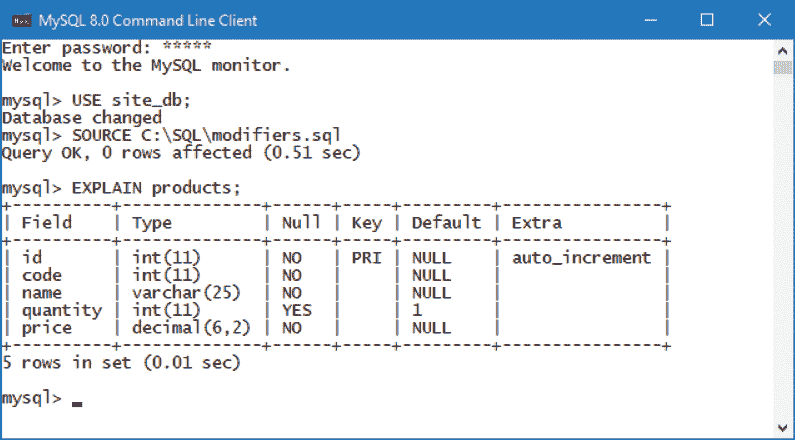 MySQL 8.0 Command Line Client
Enter password: *****
Welcome to the MySQL monitor.
mysql> USE site_db;
Database changed
mysql> SOURCE C:\SQL\modifiers.sql
Query OK, 0 rows affected (0.51 sec)
mysql> EXPLAIN products;
+----------+--------------+------+-----+---------+----------------+
| Field    | Type         | Null | Key | Default | Extra          |
+----------+--------------+------+-----+---------+----------------+
| id       | int(11)      | NO   | PRI | NULL    | auto_increment |
| code     | int(11)      | NO   |     | NULL    |                |
| name     | varchar(25)  | NO   |     | NULL    |                |
| quantity | int(11)      | YES  |     | 1       |                |
| price    | decimal(6,2) | NO   |     | NULL    |                |
+----------+--------------+------+-----+---------+----------------+
5 rows in set (0.01 sec)
mysql> _